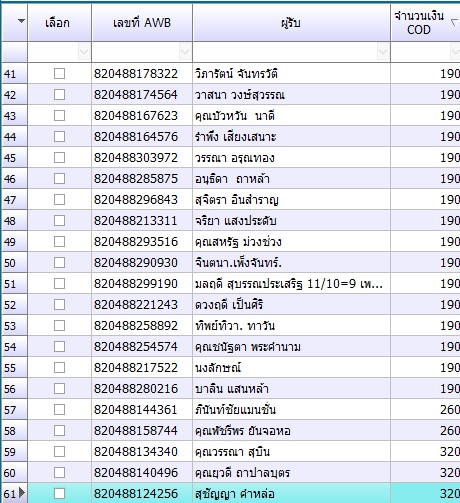 เลือก เลขที่ AWB ผู้รับ จำนวนเงิน COD
41 820488178322 วิภารัตน์ จันทรวัติ 190
42 820488174564 วาสนา วงษ์สุวรรณ 190
43 820488167623 คุณบัวหวัน นาดี 190
44 820488164576 รำพึง เสียงเสนาะ 190
45 820488303972 วรรณา อรุณทอง 190
46 820488285875 อนุธิดา ถาหล้า 190
47 820488296843 สุจิตรา อินสำราญ 190
48 820488213311 จริยา แสงประดับ 190
49 820488293516 คุณสหรัฐ ม่วงช่วง 190
50 820488290930 จินตนา.เพ็งจันทร์. 190
51 820488299190 มลฤดี สุบรรณประเสริฐ 11/10=9 เพ... 190
52 820488221243 ดวงฤดี เป็นศิริ 190
53 820488258892 ทิพย์ทิวา. ทาวัน 190
54 820488254574 คุณชนัฐตา พระคำนาม 190
55 820488217522 นงลักษณ์ 190
56 820488280216 บาลิน แสนหล้า 190
57 820488144361 ภินันท์ชัยแมนชั่น 260
58 820488158744 คุณพัชริพร ยันจอหอ 260
59 820488134340 คุณวรรณา สุบิน 320
60 820488140496 คุณยุวดี ถาปาลบุตร 320
61 820488124256 สุชัญญา คำหล่อ 320